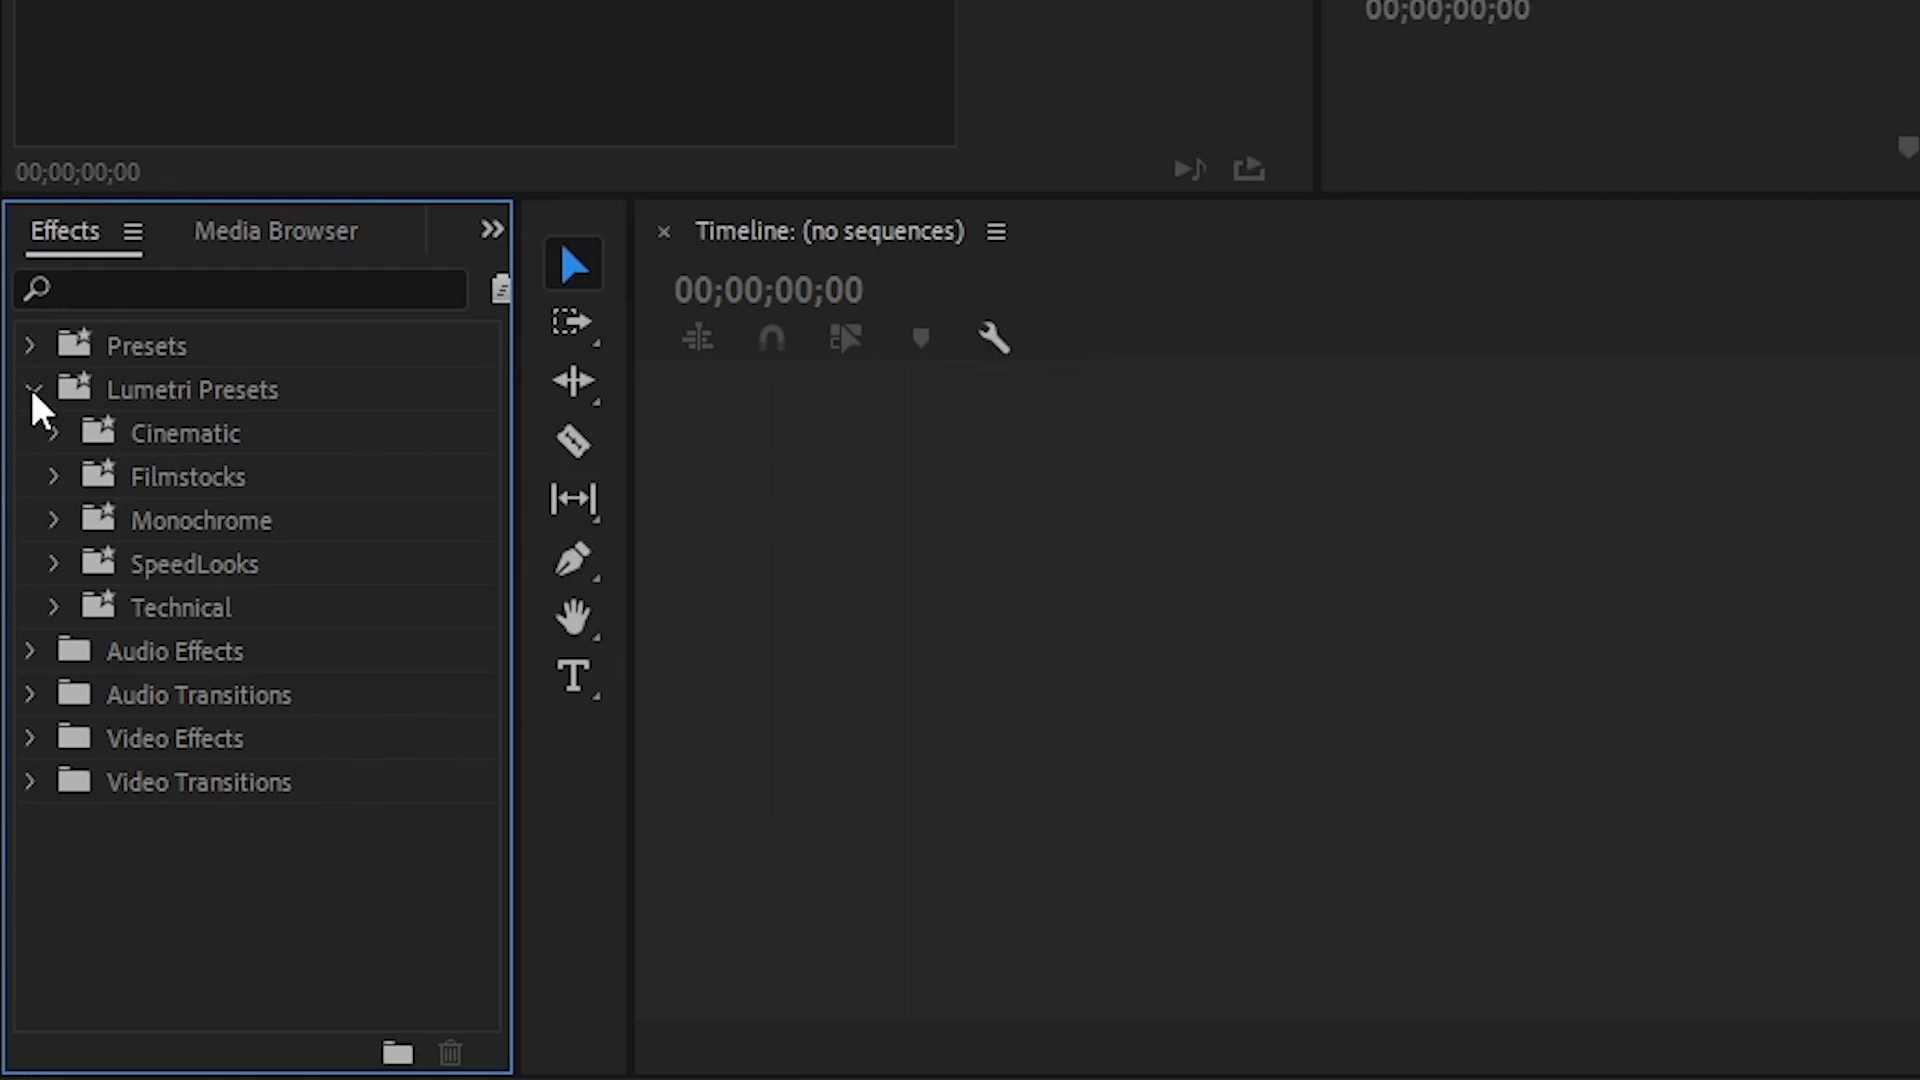 00;00;00;00
00;00;00;00
Effects
Media Browser
Timeline: (no sequences)
00;00;00;00
Presets
Lumetri Presets
Cinematic
Filmstocks
Monochrome
SpeedLooks
Technical
Audio Effects
Audio Transitions
Video Effects
Video Transitions